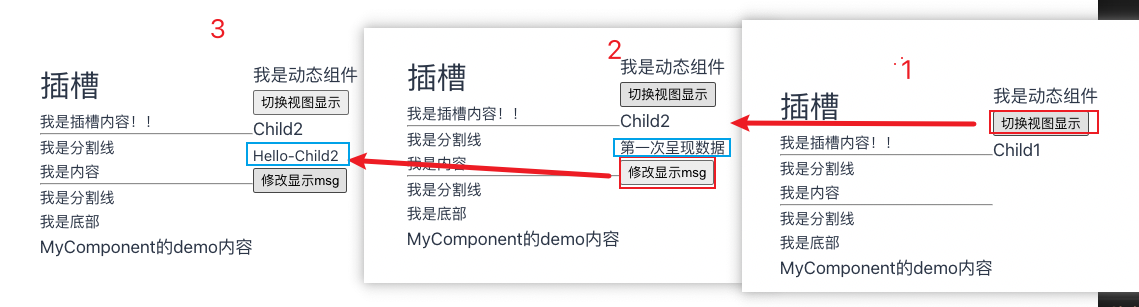 3
插槽
我是插槽内容！！
我是分割线
我是内容
我是分割线
我是底部
MyComponent的demo内容
我是动态组件
切换视图显示
Child2
Hello-Child2
修改显示msg
2
插槽
我是插槽内容！！
我是分割线
我是内容
我是分割线
我是底部
MyComponent的demo内容
我是动态组件
切换视图显示
Child2
第一次呈现数据
修改显示msg
1
插槽
我是插槽内容！！
我是分割线
我是内容
我是分割线
我是底部
MyComponent的demo内容
我是动态组件
切换视图显示
Child1